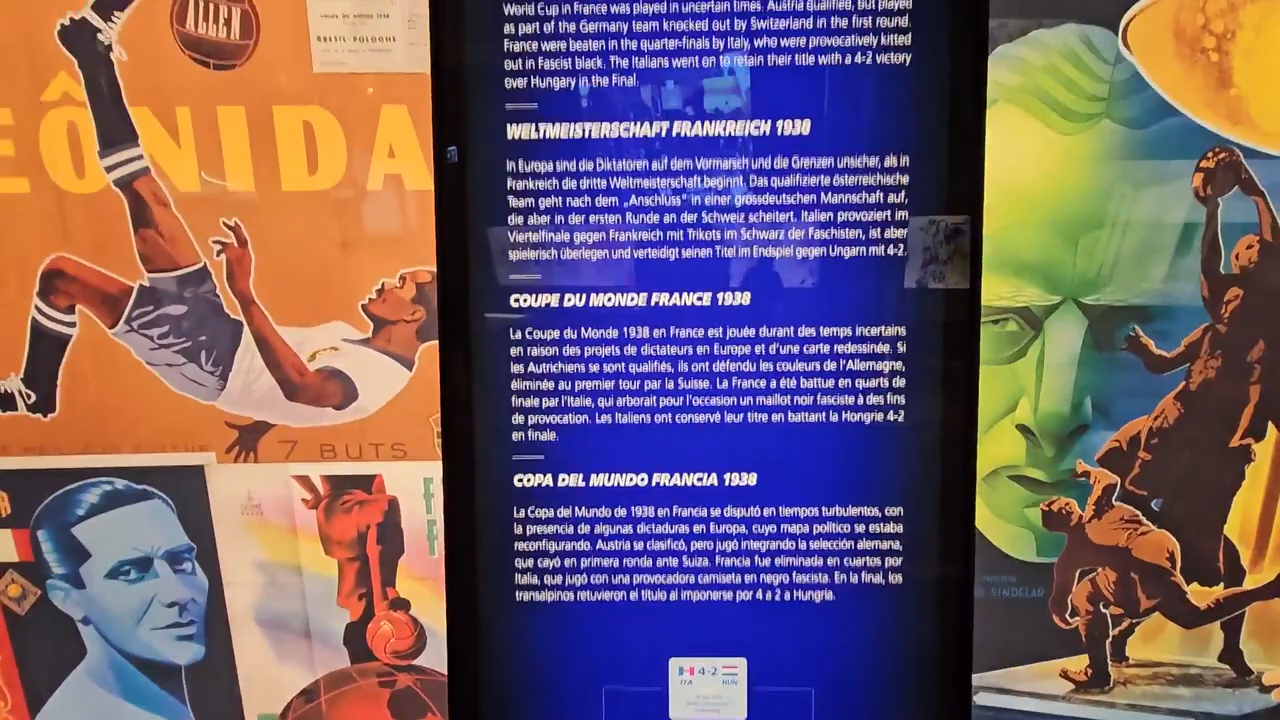 ALLEN
BRÉSIL-POLOGNE
EÔNIDA
7 BUTS
World Cup in France was played in uncertain times. Austria qualified, but played
as part of the Germany team knocked out by Switzerland in the first round.
France were beaten in the quarter-finals by Italy, who were provocatively kitted
out in Fascist black. The Italians went on to retain their title with a 4-2 victory
over Hungary in the Final.
WELTMEISTERSCHAFT FRANKREICH 1938
In Europa sind die Diktatoren auf dem Vormarsch und die Grenzen unsicher, als in
Frankreich die dritte Weltmeisterschaft beginnt. Das qualifizierte österreichische
Team geht nach dem „Anschluss" in einer grossdeutschen Mannschaft auf,
die aber in der ersten Runde an der Schweiz scheitert. Italien provoziert im
Viertelfinale gegen Frankreich mit Trikots im Schwarz der Faschisten, ist aber
spielerisch überlegen und verteidigt seinen Titel im Endspiel gegen Ungarn mit 4-2.
COUPE DU MONDE FRANCE 1938
La Coupe du Monde 1938 en France est jouée durant des temps incertains
en raison des projets de dictateurs en Europe et d'une carte redessinée. Si
les Autrichiens se sont qualifiés, ils ont défendu les couleurs de l'Allemagne,
éliminée au premier tour par la Suisse. La France a été battue en quarts de
finale par l'Italie, qui arborait pour l'occasion un maillot noir fasciste à des fins
de provocation. Les Italiens ont conservé leur titre en battant la Hongrie 4-2
en finale.
COPA DEL MUNDO FRANCIA 1938
La Copa del Mundo de 1938 en Francia se disputó en tiempos turbulentos, con
la presencia de algunas dictaduras en Europa, cuyo mapa político se estaba
reconfigurando. Austria se clasificó, pero jugó integrando la selección alemana,
que cayó en primera ronda ante Suiza. Francia fue eliminada en cuartos por
Italia, que jugó con una provocadora camiseta en negro fascista. En la final, los
transalpinos retuvieron el título al imponerse por 4 a 2 a Hungría.
4-2
ITA HUN
SINDELAR